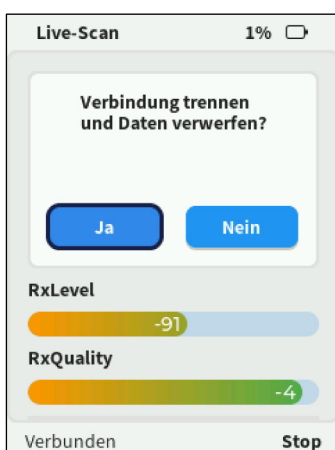 Live-Scan 1%
Verbindung trennen
und Daten verwerfen?
Ja Nein
RxLevel
-91
RxQuality
-4
Verbunden Stop